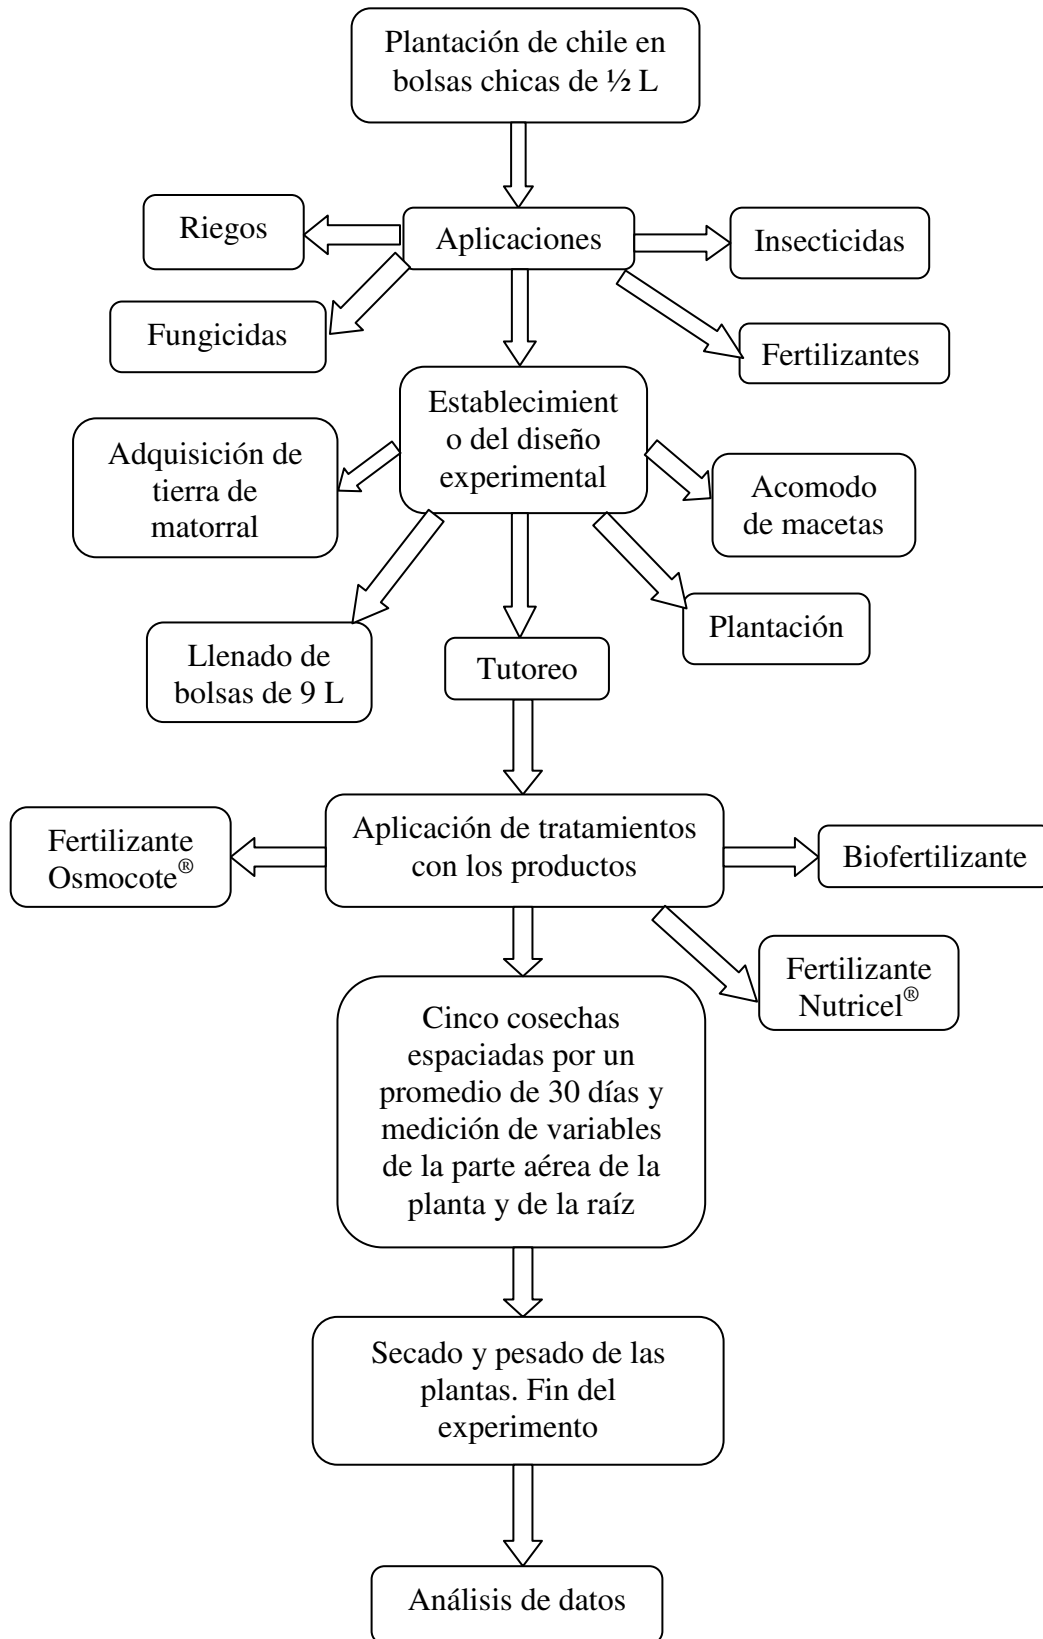 Plantación de chile en
bolsas chicas de ½ L
Riegos
Aplicaciones
Insecticidas
Fungicidas
Fertilizantes
Establecimient
o del diseño
experimental
Adquisición de
tierra de
matorral
Acomodo
de macetas
Llenado de
bolsas de 9 L
Tutoreo
Plantación
Fertilizante
Osmocote®
Aplicación de tratamientos
con los productos
Biofertilizante
Fertilizante
Nutricel®
Cinco cosechas
espaciadas por un
promedio de 30 días y
medición de variables
de la parte aérea de la
planta y de la raíz
Secado y pesado de las
plantas. Fin del
experimento
Análisis de datos